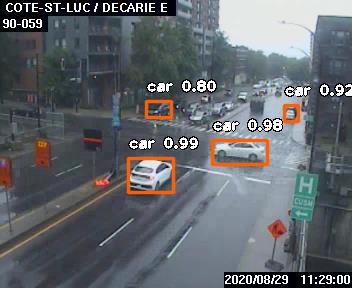 COTE-ST-LUC / DECARIE E
90-059
car 0.80
car 0.92
car 0.98
car 0.99
H
CUSM
2020/08/29 11:29:00